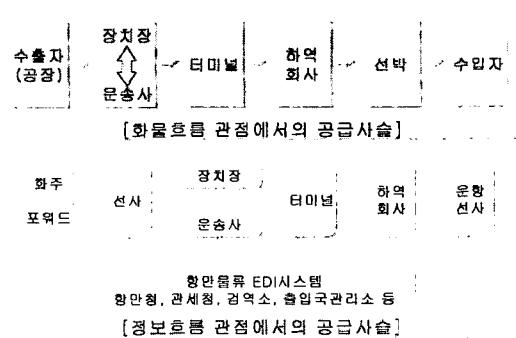 수출자
(공장)
장치장
운송사
터미널
하역
회사
선박
수입자
[화물흐름 관점에서의 공급사슬]
화주
포워드
선사
장치장
운송사
터미널
하역
회사
운항
선사
항만물류 EDI시스템
항만청, 관세청, 검역소, 출입국관리소 등
[정보흐름 관점에서의 공급사슬]